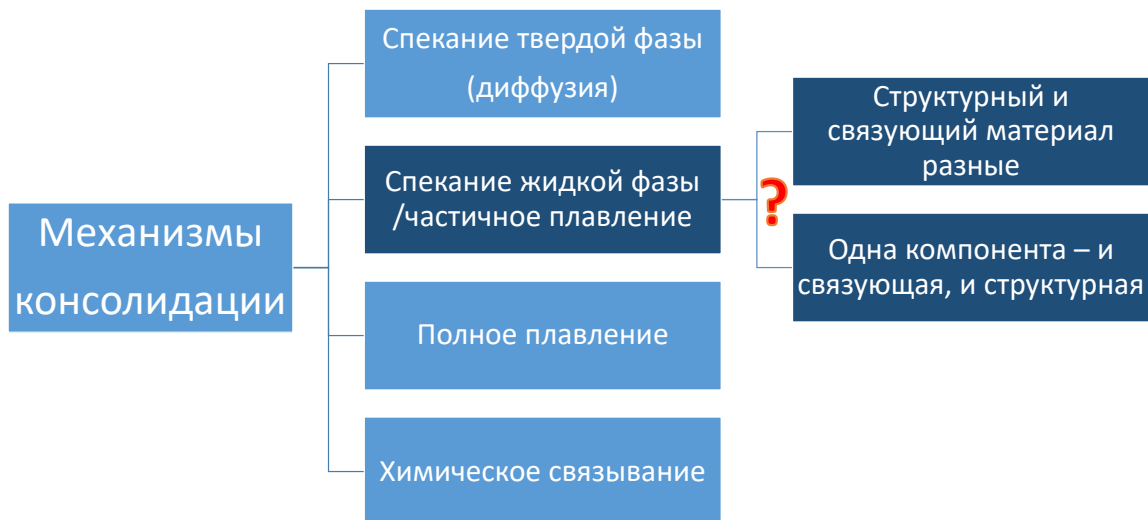 Механизмы
консолидации
Спекание твердой фазы
(диффузия)
Спекание жидкой фазы
/частичное плавление
Полное плавление
Химическое связывание
?
Структурный и
связующий материал
разные
Одна компонента – и
связующая, и структурная